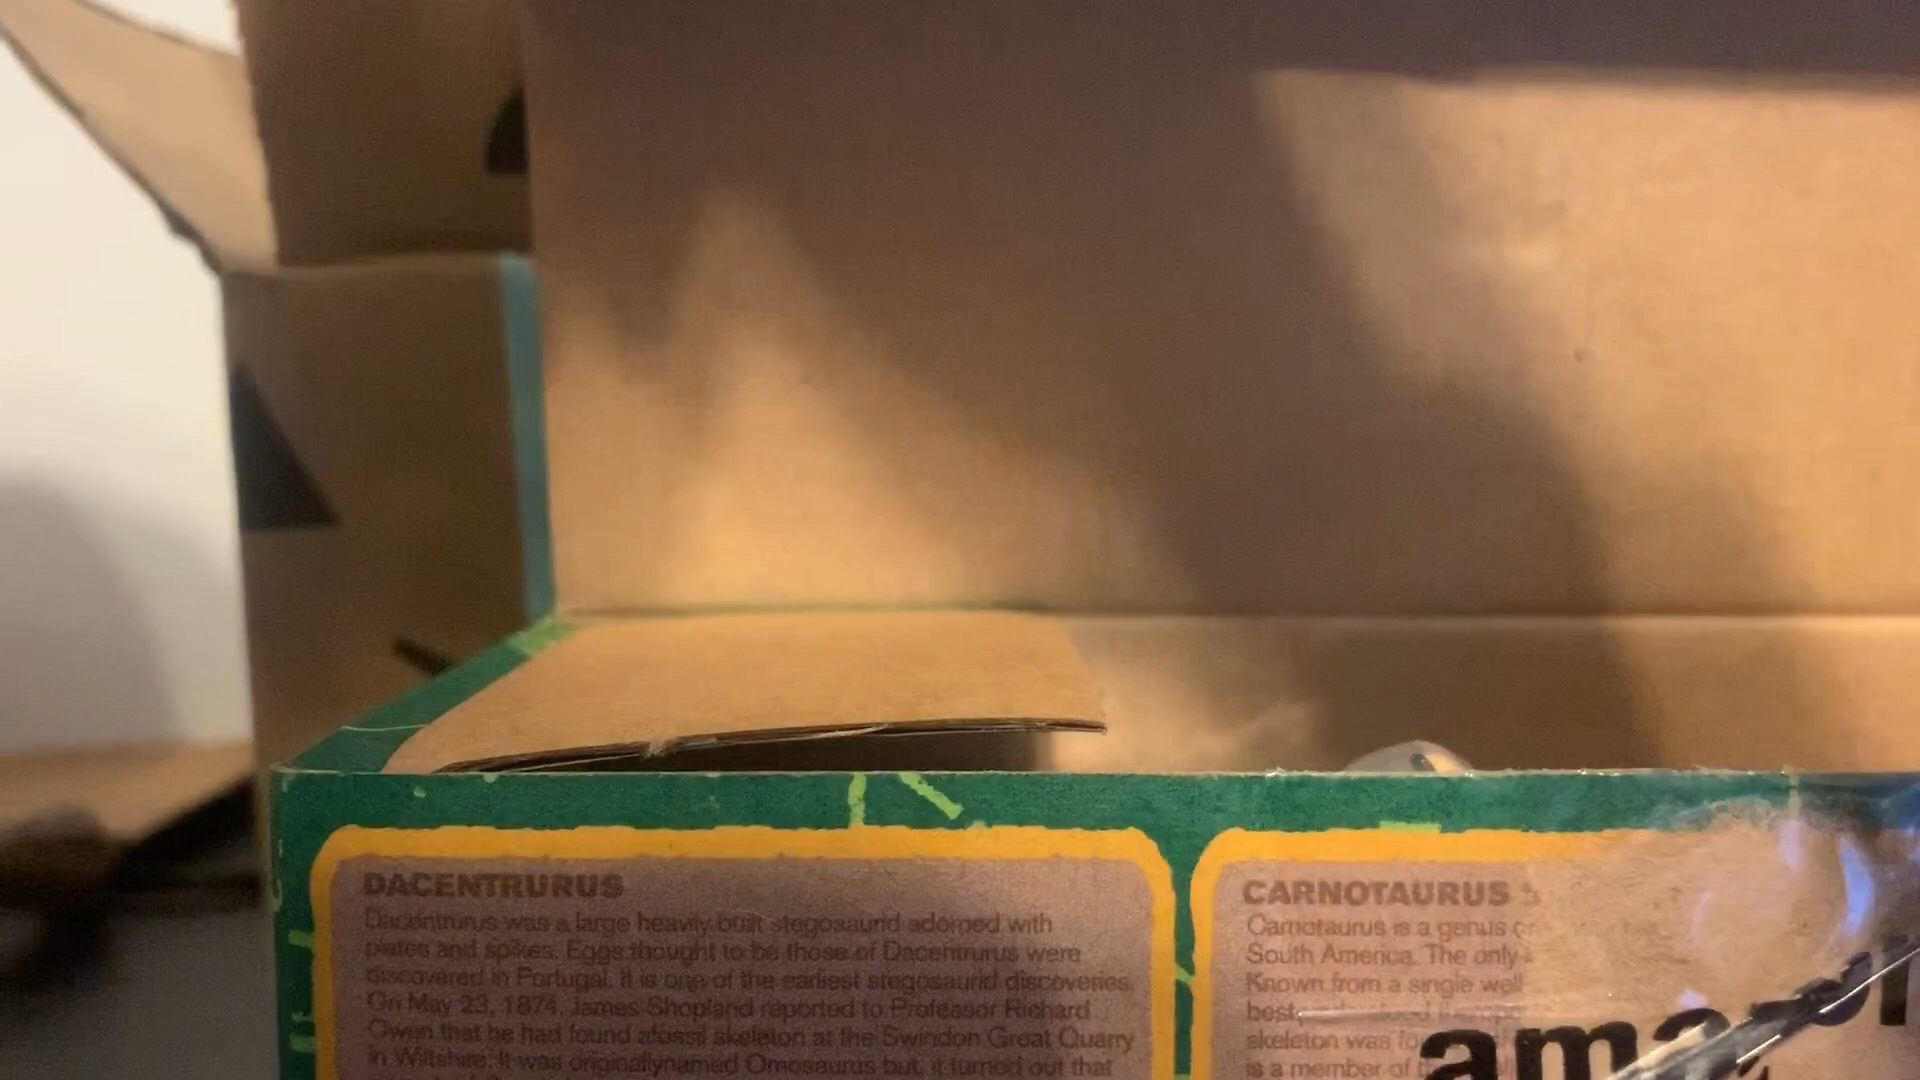 DACENTRURUS
Dacentrurus was a large heavily built stegosaurid adorned with
plates and spikes. Eggs thought to be those of Dacentrurus were
discovered in Portugal. It is one of the earliest stegosaurid discoveries.
On May 23, 1874, James Shopland reported to Professor Richard
Owen that he had found afossil skeleton at the Swindon Great Quarry
in Wiltshire. It was originallynamed Omosaurus but, it turned out that
CARNOTAURUS
Carnotaurus is a genus
South America. The only
Known from a single well
best
skeleton was
is a member of
ama